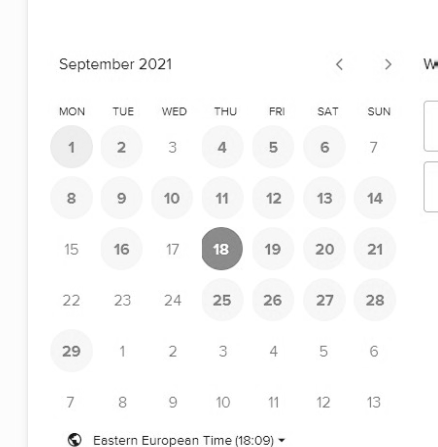 September 2021
W
MON TUE WED THU FRI SAT SUN
1 2 3 4 5 6 7
8 9 10 11 12 13 14
15 16 17 18 19 20 21
22 23 24 25 26 27 28
29 1 2 3 4 5 6
7 8 9 10 11 12 13
Eastern European Time (18:09)